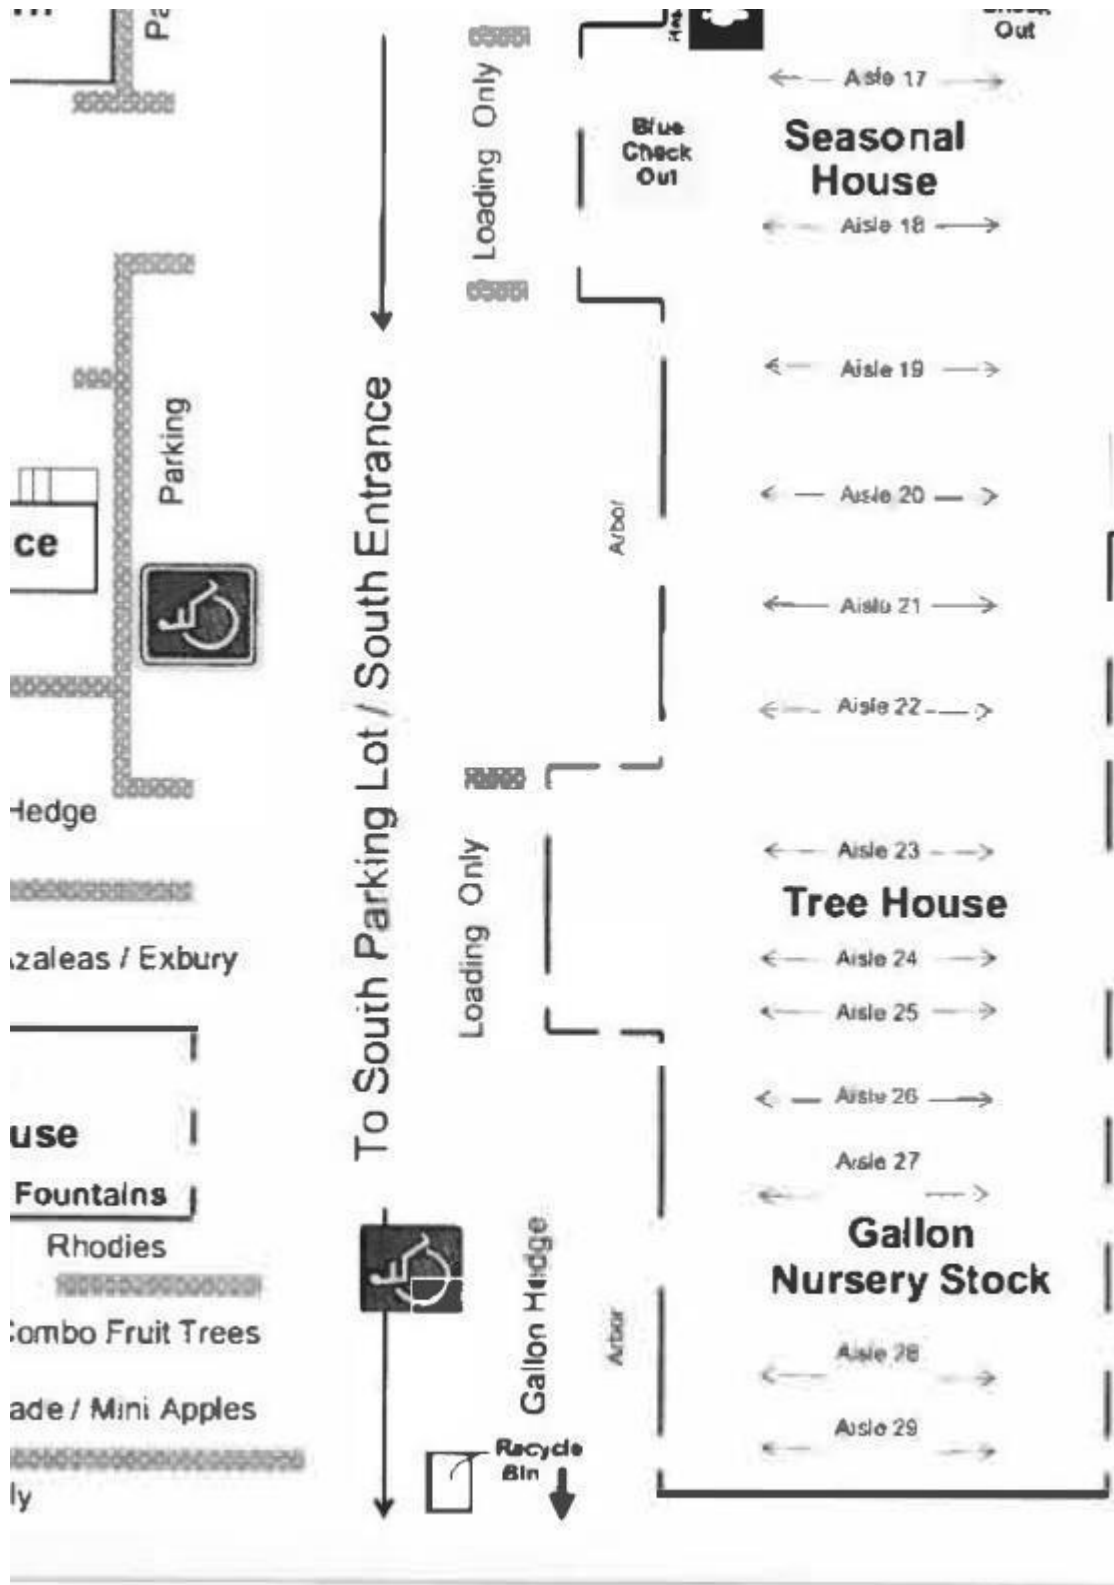 Out
Aisle 17
Blue
Check
Out
Seasonal
House
Loading Only
Aisle 18
Aisle 19
Parking
To South Parking Lot / South Entrance
Aisle 20
Arbor
ce
Aisle 21
Aisle 22
Hedge
Aisle 23
Loading Only
Tree House
zaleas / Exbury
Aisle 24
Aisle 25
Aisle 26
use
Aisle 27
Fountains
Gallon
Nursery Stock
Rhodies
Gallon Hedge
Combo Fruit Trees
Arbor
Aisle 28
ade / Mini Apples
Aisle 29
Recycle
Bin
ly